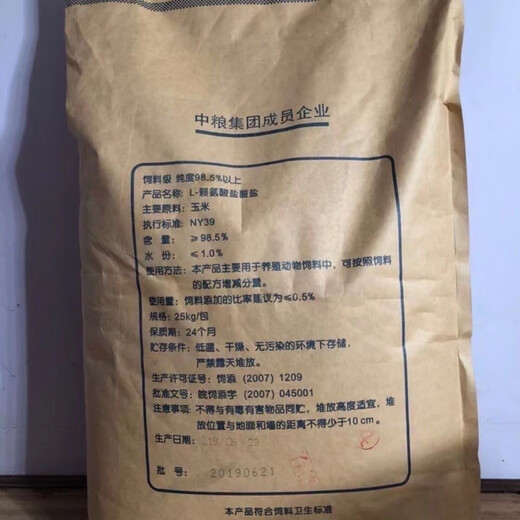 中粮集团成员企业
饲料级 纯度98.5%以上
产品名称: L-赖氨酸盐酸盐
主要原料: 玉米
执行标准: NY39
含量: ≥98.5%
水份: ≤1.0%
使用方法: 本产品主要用于养殖动物饲料中，可按照饲料
的配方增减分量。
使用量: 饲料添加的比率建议为≤0.5%
规格: 25kg/包
保质期: 24个月
贮存条件: 低温、干燥、无污染的环境下存储，
严禁露天堆放。
生产许可证号: 饲添 (2007) 1209
批准文号: 皖饲添字 (2007) 045001
注意事项: 不得与有毒有害物品同贮，堆放高度适宜，堆
放位置与地面和墙的距离不得少于10cm。
生产日期:
批号: 20190621
本产品符合饲料卫生标准